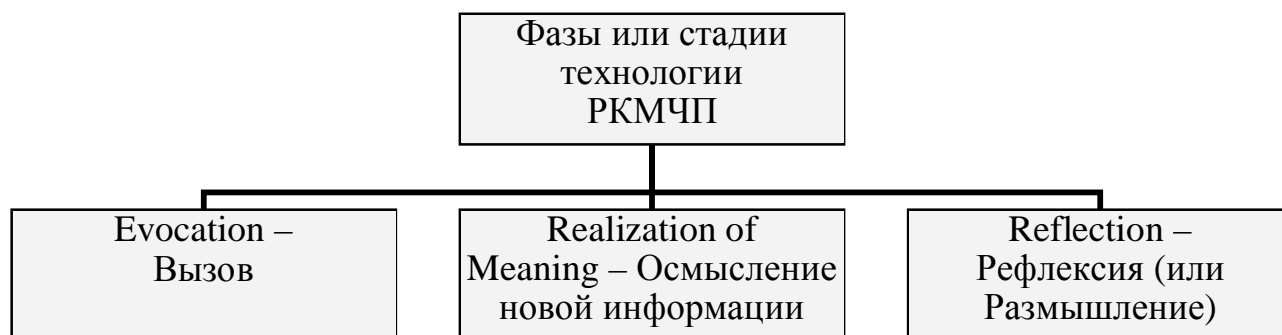 Фазы или стадии
технологии
РКМЧП
Evocation –
Вызов
Realization of
Meaning – Осмысление
новой информации
Reflection –
Рефлексия (или
Размышление)